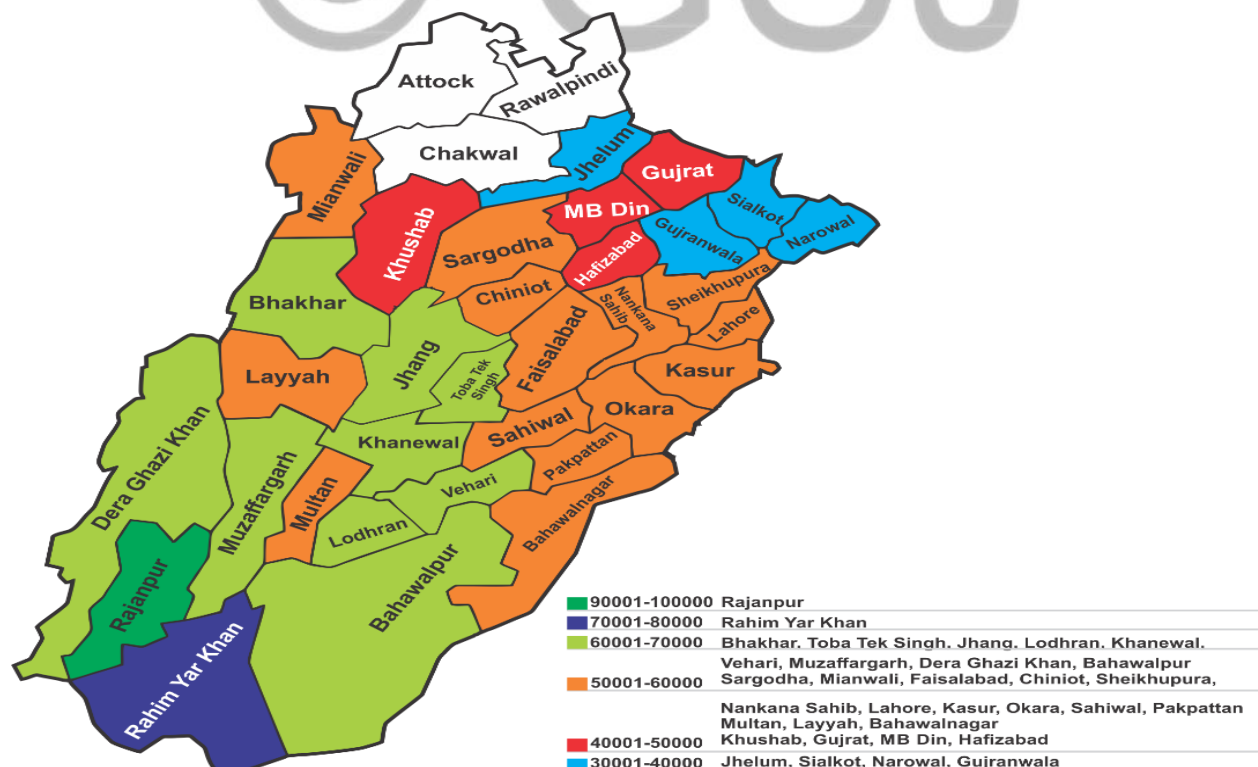 Attock
Rawalpindi
Chakwal
Jhelum
Mianwali
Gujrat
Khushab
MB Din
Sialkot
Narowal
Gujranwala
Sargodha
Hafizabad
Bhakhar
Chiniot
Nankana
Sahib
Sheikhupura
Lahore
Faisalabad
Jhang
Layyah
Toba Tek
Singh
Kasur
Okara
Dera Ghazi Khan
Khanewal
Sahiwal
Pakpattan
Muzaffargarh
Multan
Vehari
Bahawalnagar
Lodhran
Rajanpur
Bahawalpur
Rahim Yar Khan
90001-100000 Rajanpur
70001-80000 Rahim Yar Khan
60001-70000 Bhakhar, Toba Tek Singh, Jhang, Lodhran, Khanewal,
Vehari, Muzaffargarh, Dera Ghazi Khan, Bahawalpur
50001-60000 Sargodha, Mianwali, Faisalabad, Chiniot, Sheikhupura,
Nankana Sahib, Lahore, Kasur, Okara, Sahiwal, Pakpattan
Multan, Layyah, Bahawalnagar
40001-50000 Khushab, Gujrat, MB Din, Hafizabad
30001-40000 Jhelum, Sialkot, Narowal, Gujranwala